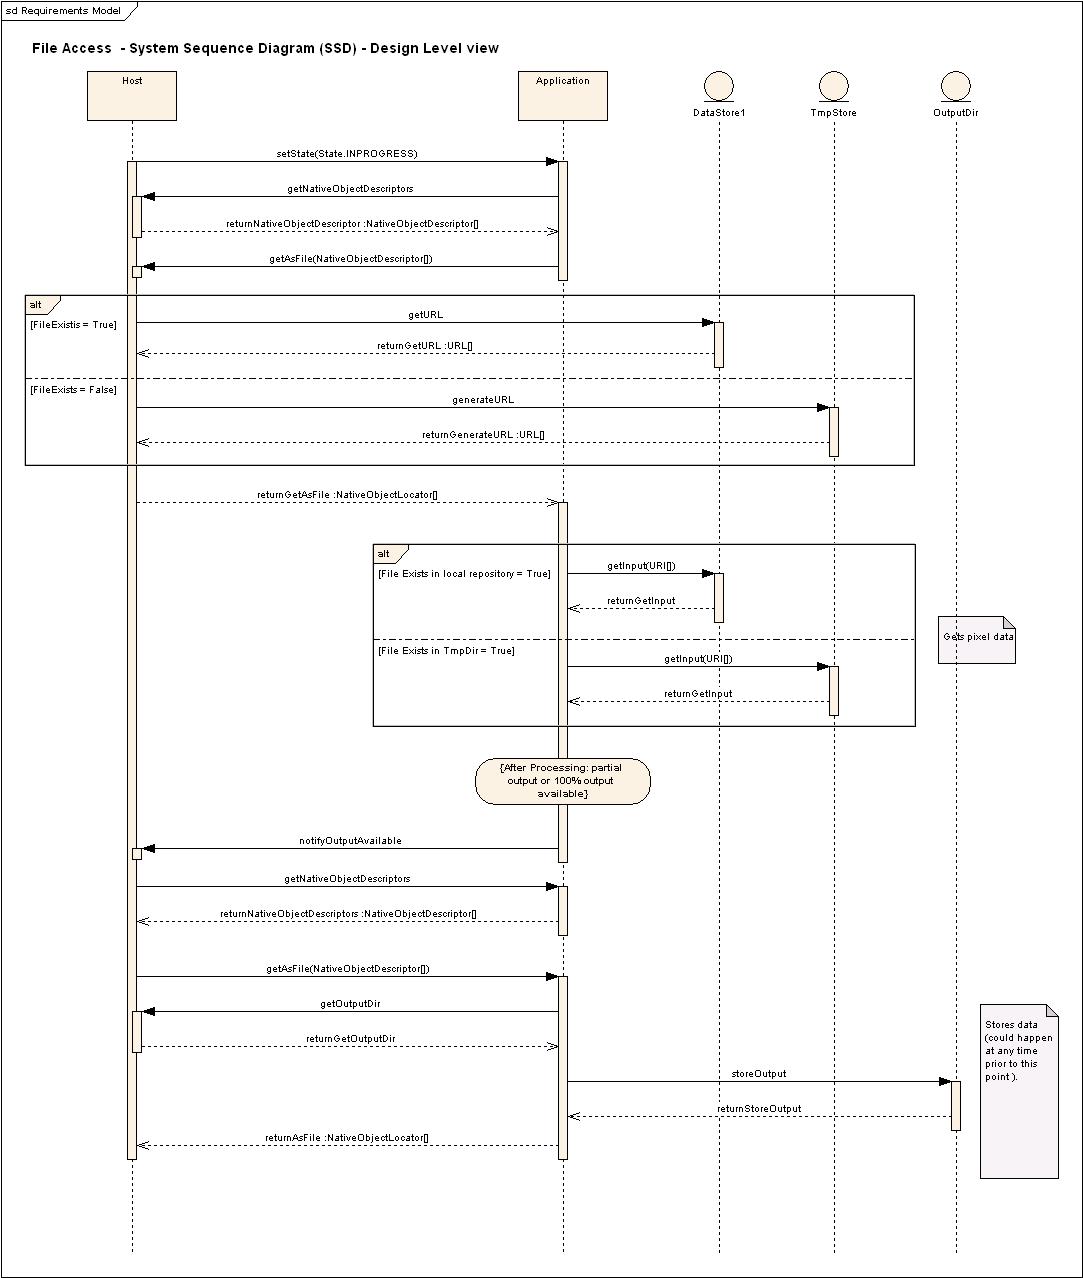 sd Requirements Model
File Access - System Sequence Diagram (SSD) - Design Level view
Host
Application
DataStore1
TmpStore
OutputDir
setState(State.INPROGRESS)
getNativeObjectDescriptors
returnNativeObjectDescriptor :NativeObjectDescriptor[]
getAsFile(NativeObjectDescriptor[])
alt
[FileExistis = True]
getURL
returnGetURL :URL[]
[FileExists = False]
generateURL
returnGenerateURL :URL[]
returnGetAsFile :NativeObjectLocator[]
alt
[File Exists in local repository = True]
getInput(URI[])
returnGetInput
Gets pixel data
[File Exists in TmpDir = True]
getInput(URI[])
returnGetInput
{After Processing: partial
output or 100% output
available}
notifyOutputAvailable
getNativeObjectDescriptors
returnNativeObjectDescriptors :NativeObjectDescriptor[]
getAsFile(NativeObjectDescriptor[])
getOutputDir
returnGetOutputDir
Stores data
(could happen
at any time
prior to this
point ).
storeOutput
returnStoreOutput
returnAsFile :NativeObjectLocator[]